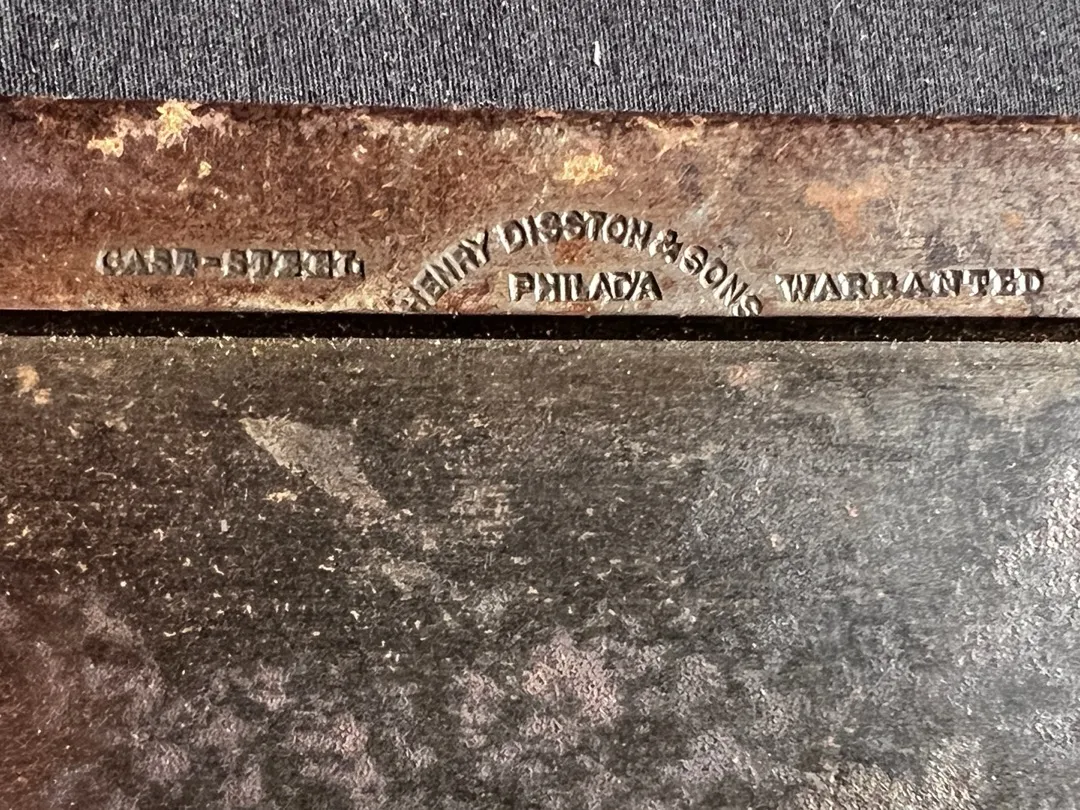 CAST-STEEL HENRY DISSTON & SONS WARRANTED
PHILADA